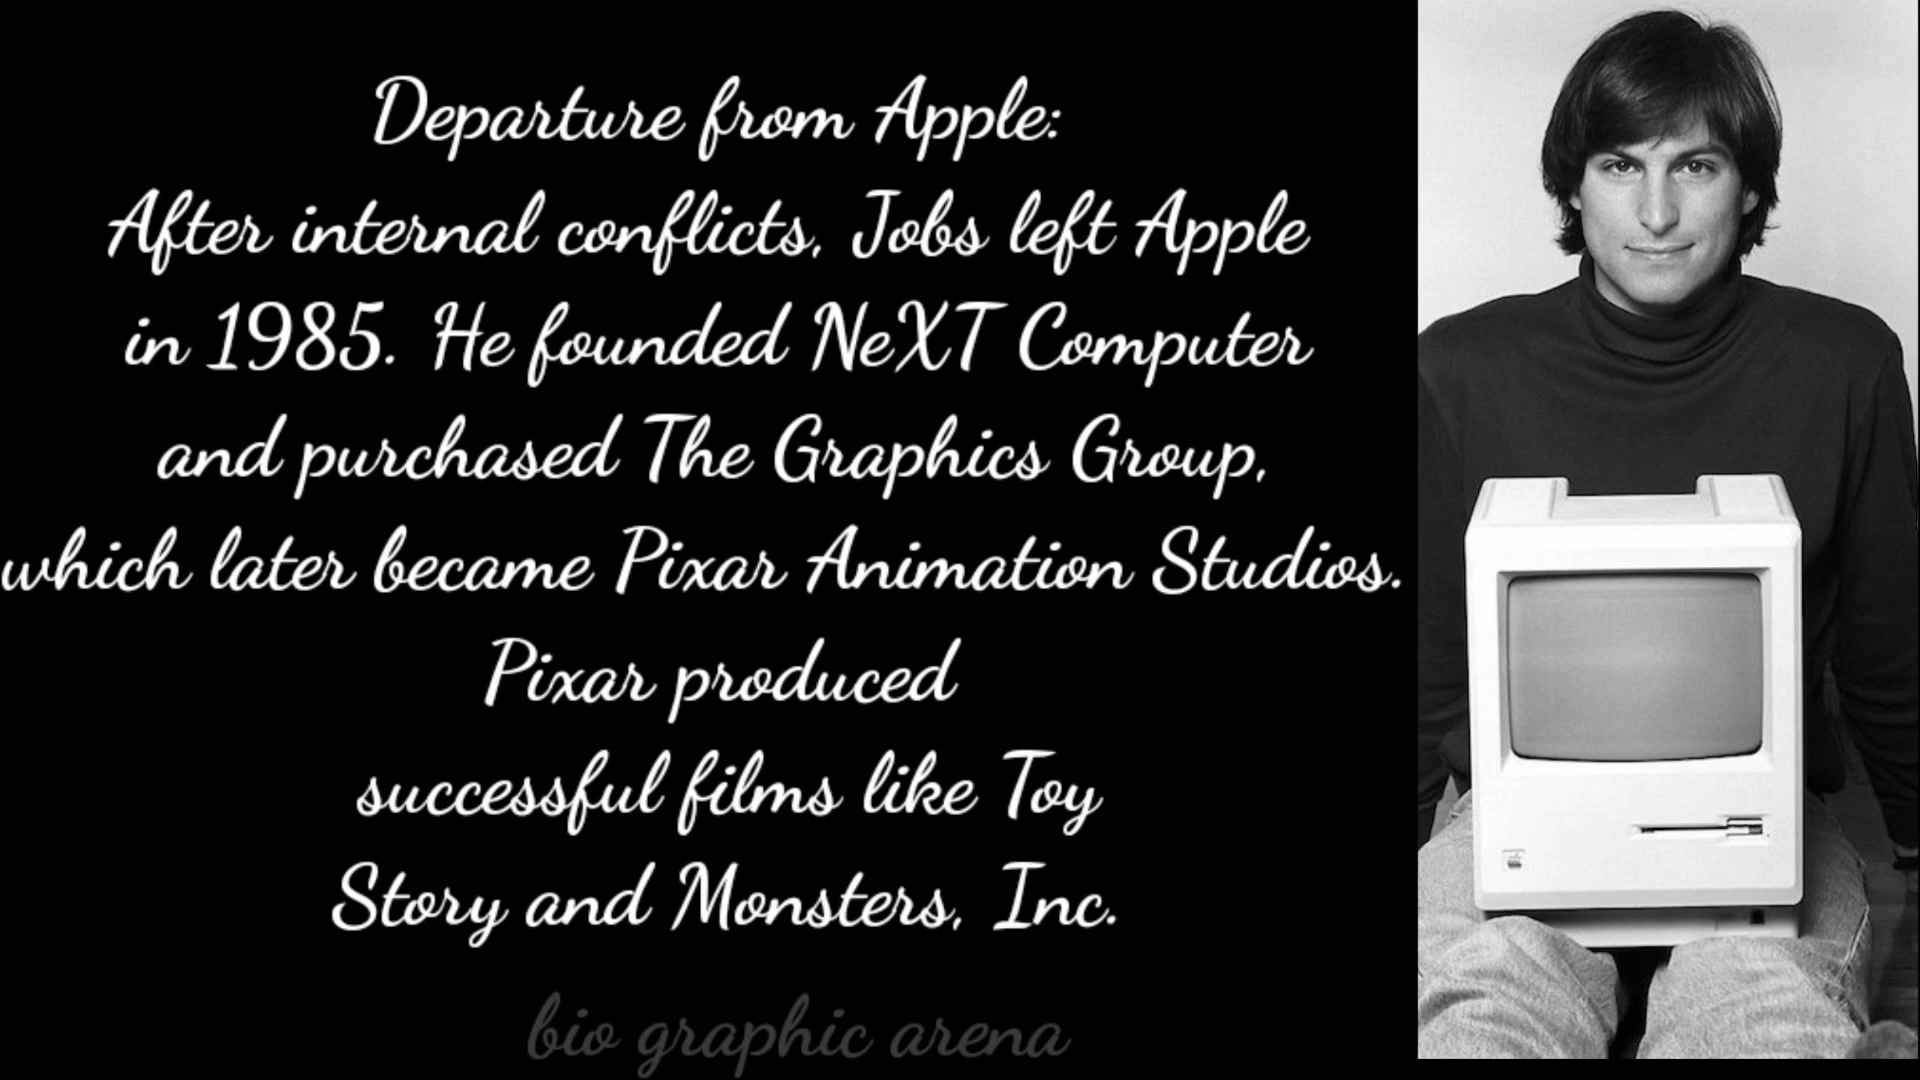 Departure from Apple:
After internal conflicts, Jobs left Apple
in 1985. He founded NeXT Computer
and purchased The Graphics Group,
which later became Pixar Animation Studios.
Pixar produced
successful films like Toy
Story and Monsters, Inc.
bio graphic arena